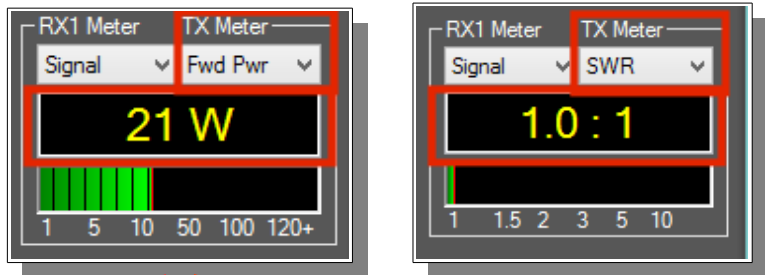 RX1 Meter TX Meter
Signal Fwd Pwr
21 W
1 5 10 50 100 120+
RX1 Meter TX Meter
Signal SWR
1.0 : 1
1 1.5 2 3 5 10